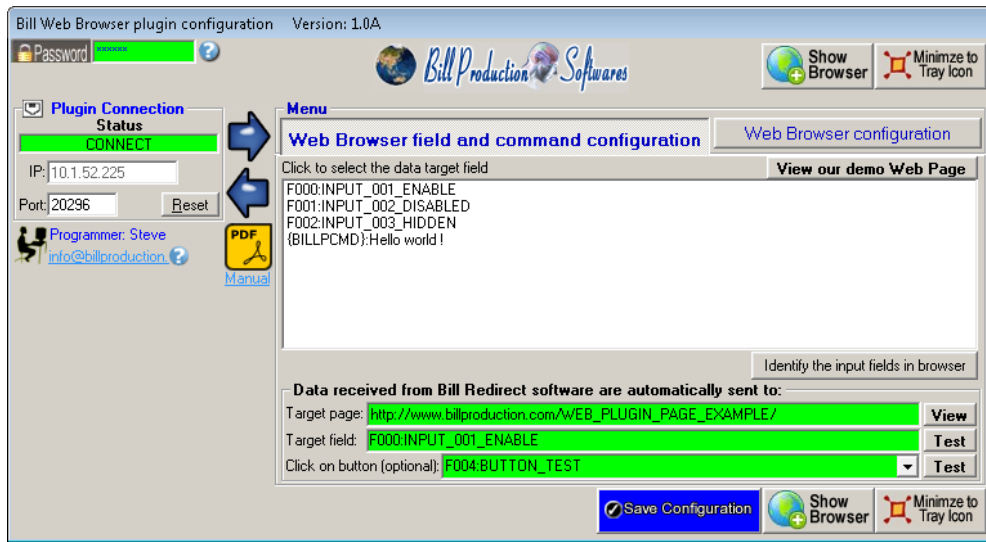 Bill Web Browser plugin configuration Version: 1.0A
Password ******
Bill Production Softwares
Show Browser
Minimze to Tray Icon
Plugin Connection
Status
CONNECT
IP: 10.1.52.225
Port: 20296 Reset
Programmer: Steve
info@billproduction.
PDF
Manual
Menu
Web Browser field and command configuration
Web Browser configuration
Click to select the data target field
View our demo Web Page
F000:INPUT_001_ENABLE
F001:INPUT_002_DISABLED
F002:INPUT_003_HIDDEN
{BILLPCMD}:Hello world !
Identify the input fields in browser
Data received from Bill Redirect software are automatically sent to:
Target page: http://www.billproduction.com/WEB_PLUGIN_PAGE_EXAMPLE/ View
Target field: F000:INPUT_001_ENABLE Test
Click on button (optional): F004:BUTTON_TEST Test
Save Configuration
Show Browser
Minimze to Tray Icon